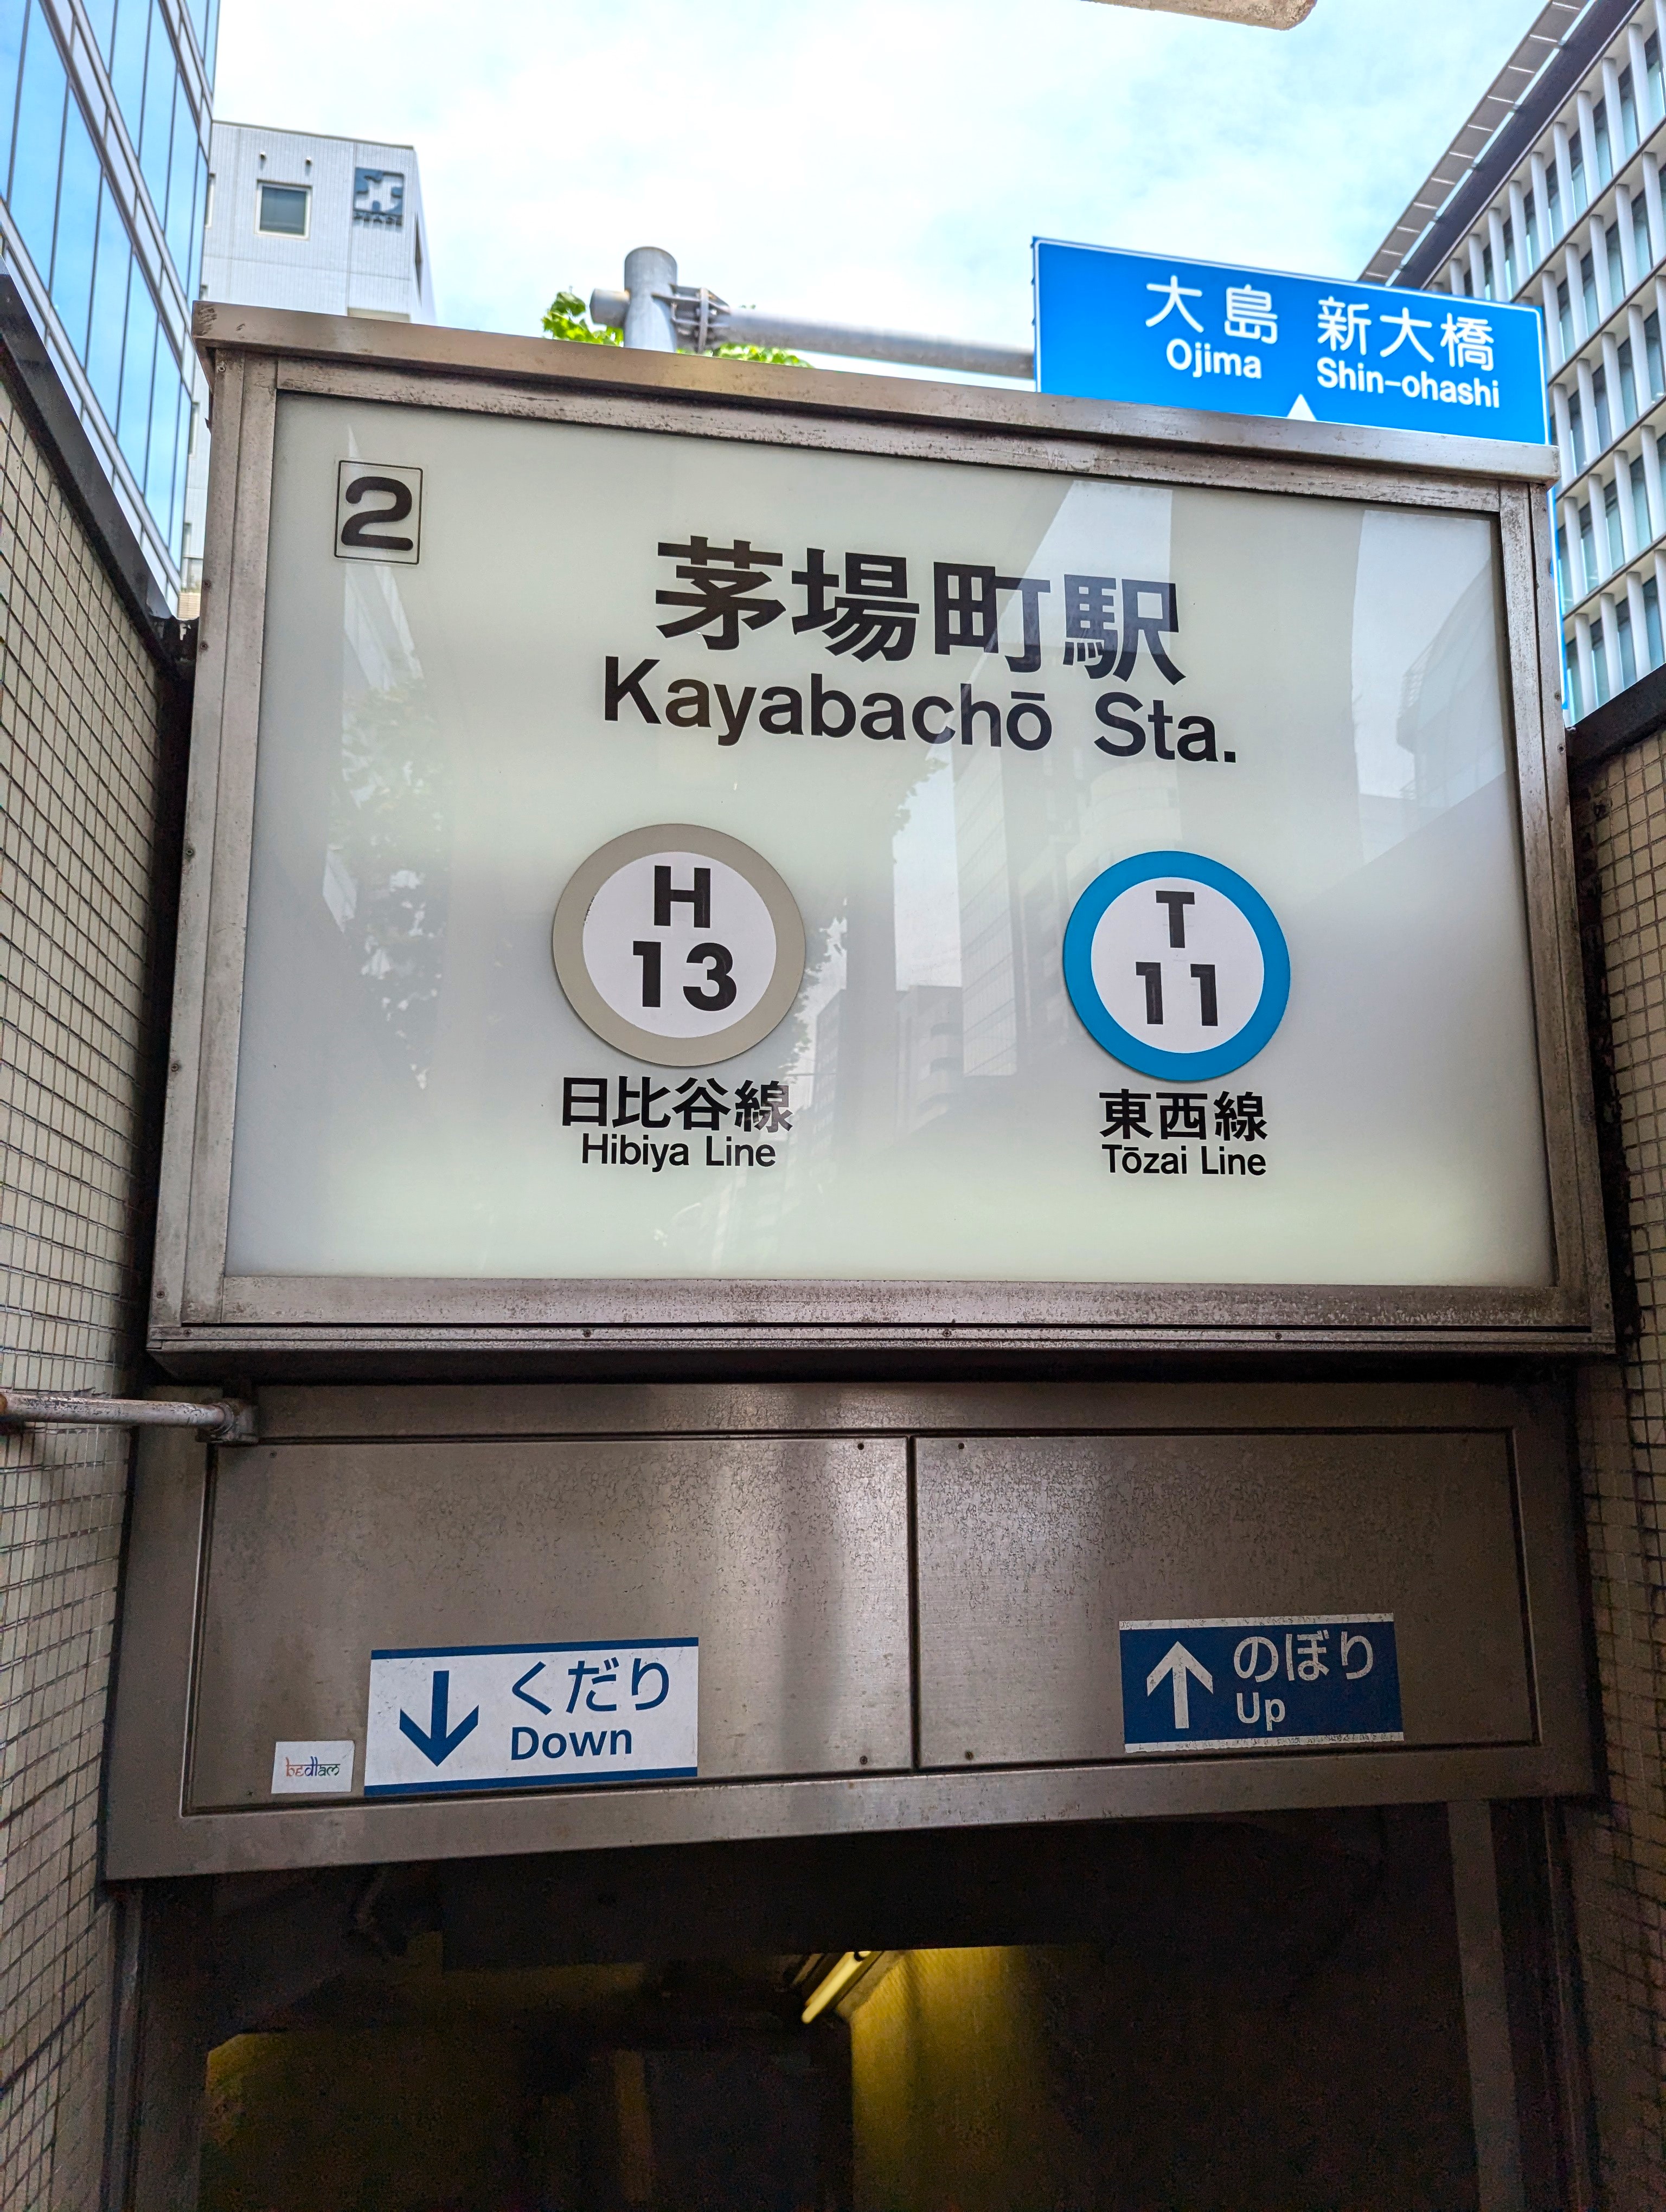 大島 新大橋
Ojima Shin-ohashi
2
茅場町駅
Kayabachō Sta.
H
13
日比谷線
Hibiya Line
T
11
東西線
Tōzai Line
くだり
Down
のぼり
Up
bedlam